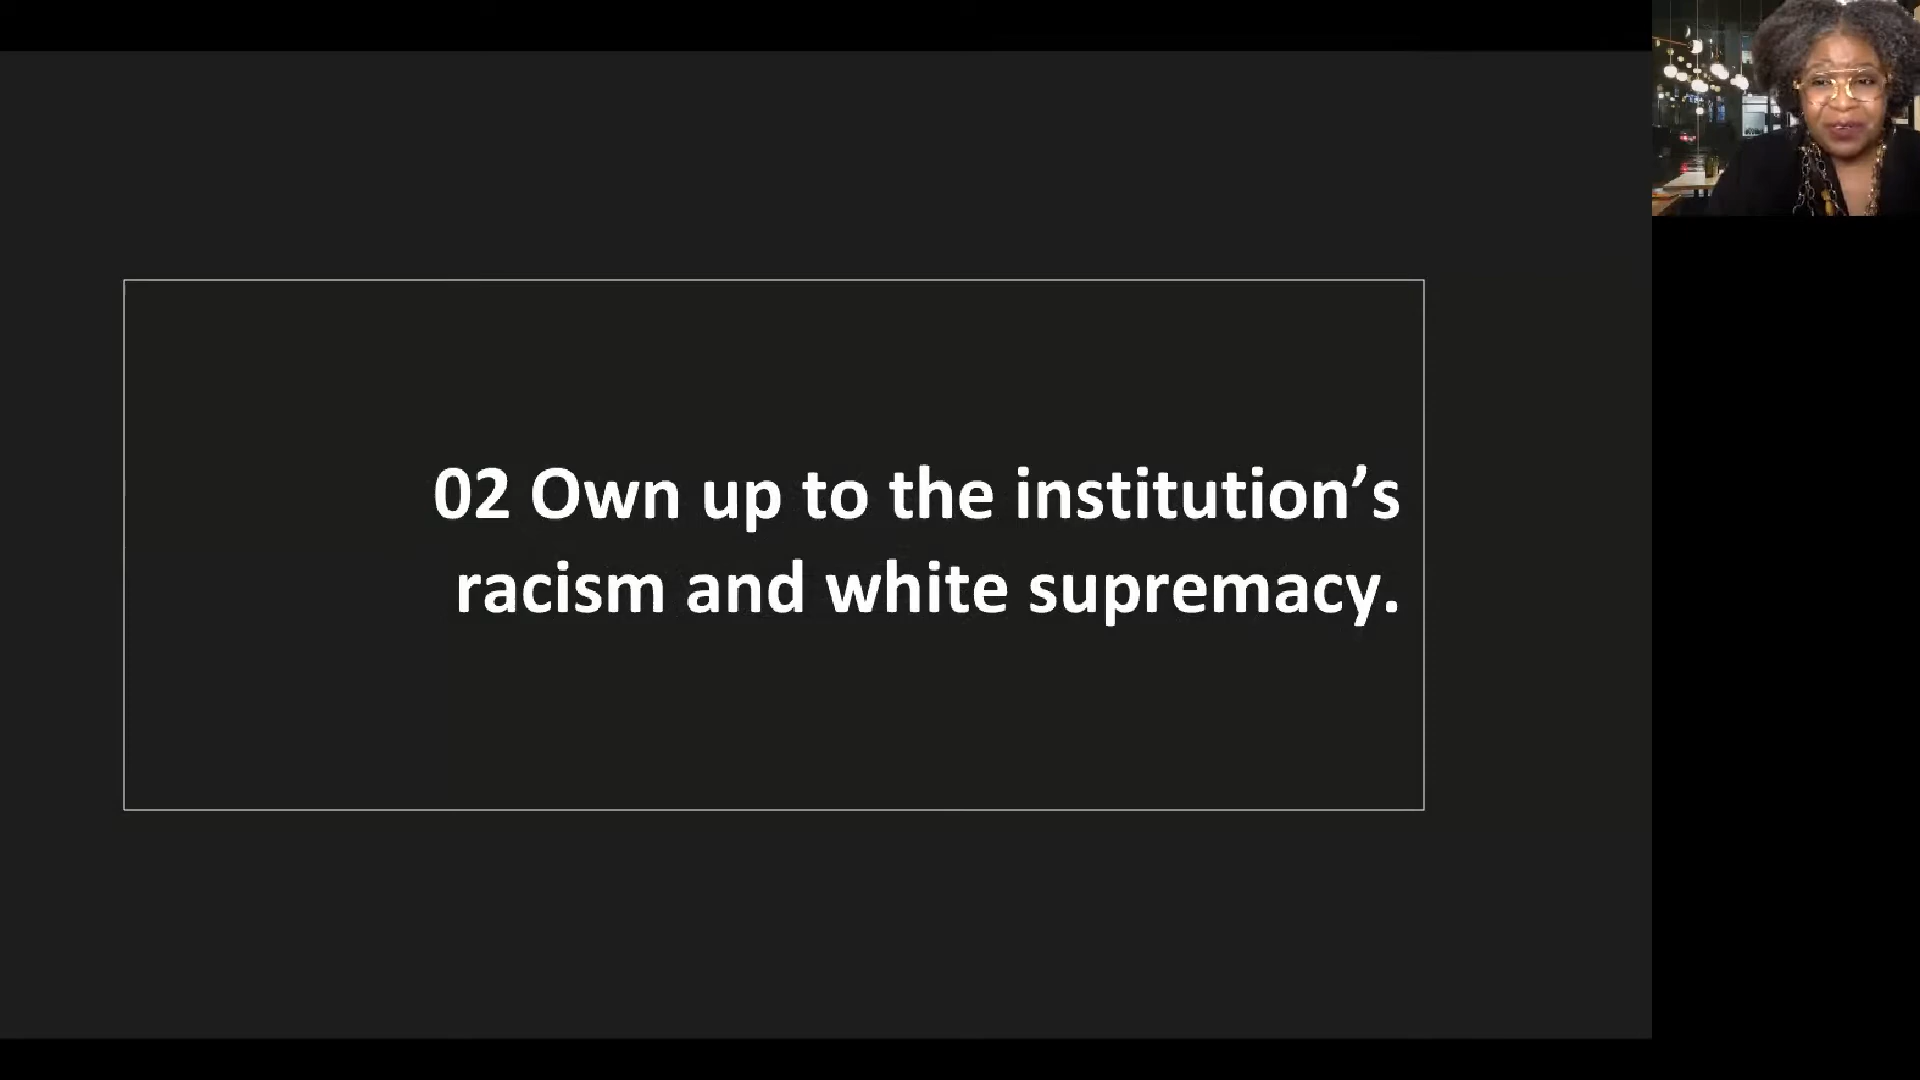 02 Own up to the institution’s
racism and white supremacy.